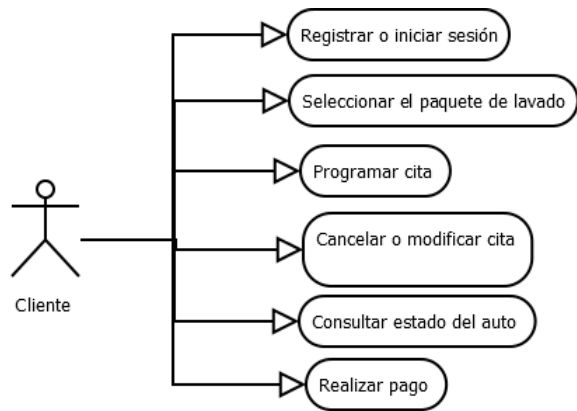 Registrar o iniciar sesión
Seleccionar el paquete de lavado
Programar cita
Cancelar o modificar cita
Cliente
Consultar estado del auto
Realizar pago